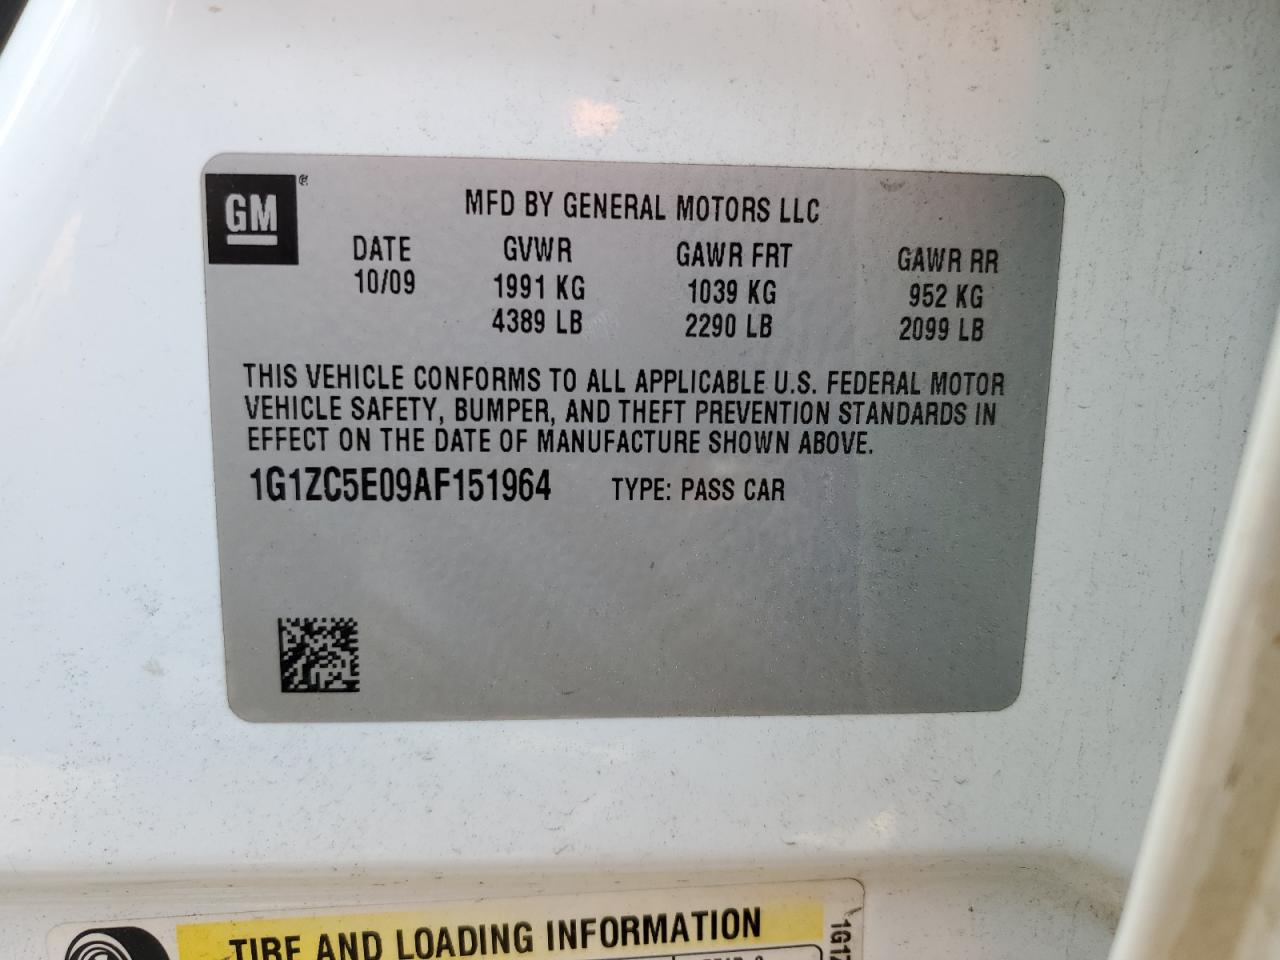 GM®
MFD BY GENERAL MOTORS LLC
DATE GVWR GAWR FRT GAWR RR
10/09 1991 KG 1039 KG 952 KG
4389 LB 2290 LB 2099 LB
THIS VEHICLE CONFORMS TO ALL APPLICABLE U.S. FEDERAL MOTOR
VEHICLE SAFETY, BUMPER, AND THEFT PREVENTION STANDARDS IN
EFFECT ON THE DATE OF MANUFACTURE SHOWN ABOVE.
1G1ZC5E09AF151964 TYPE: PASS CAR
TIRE AND LOADING INFORMATION
1G1Z